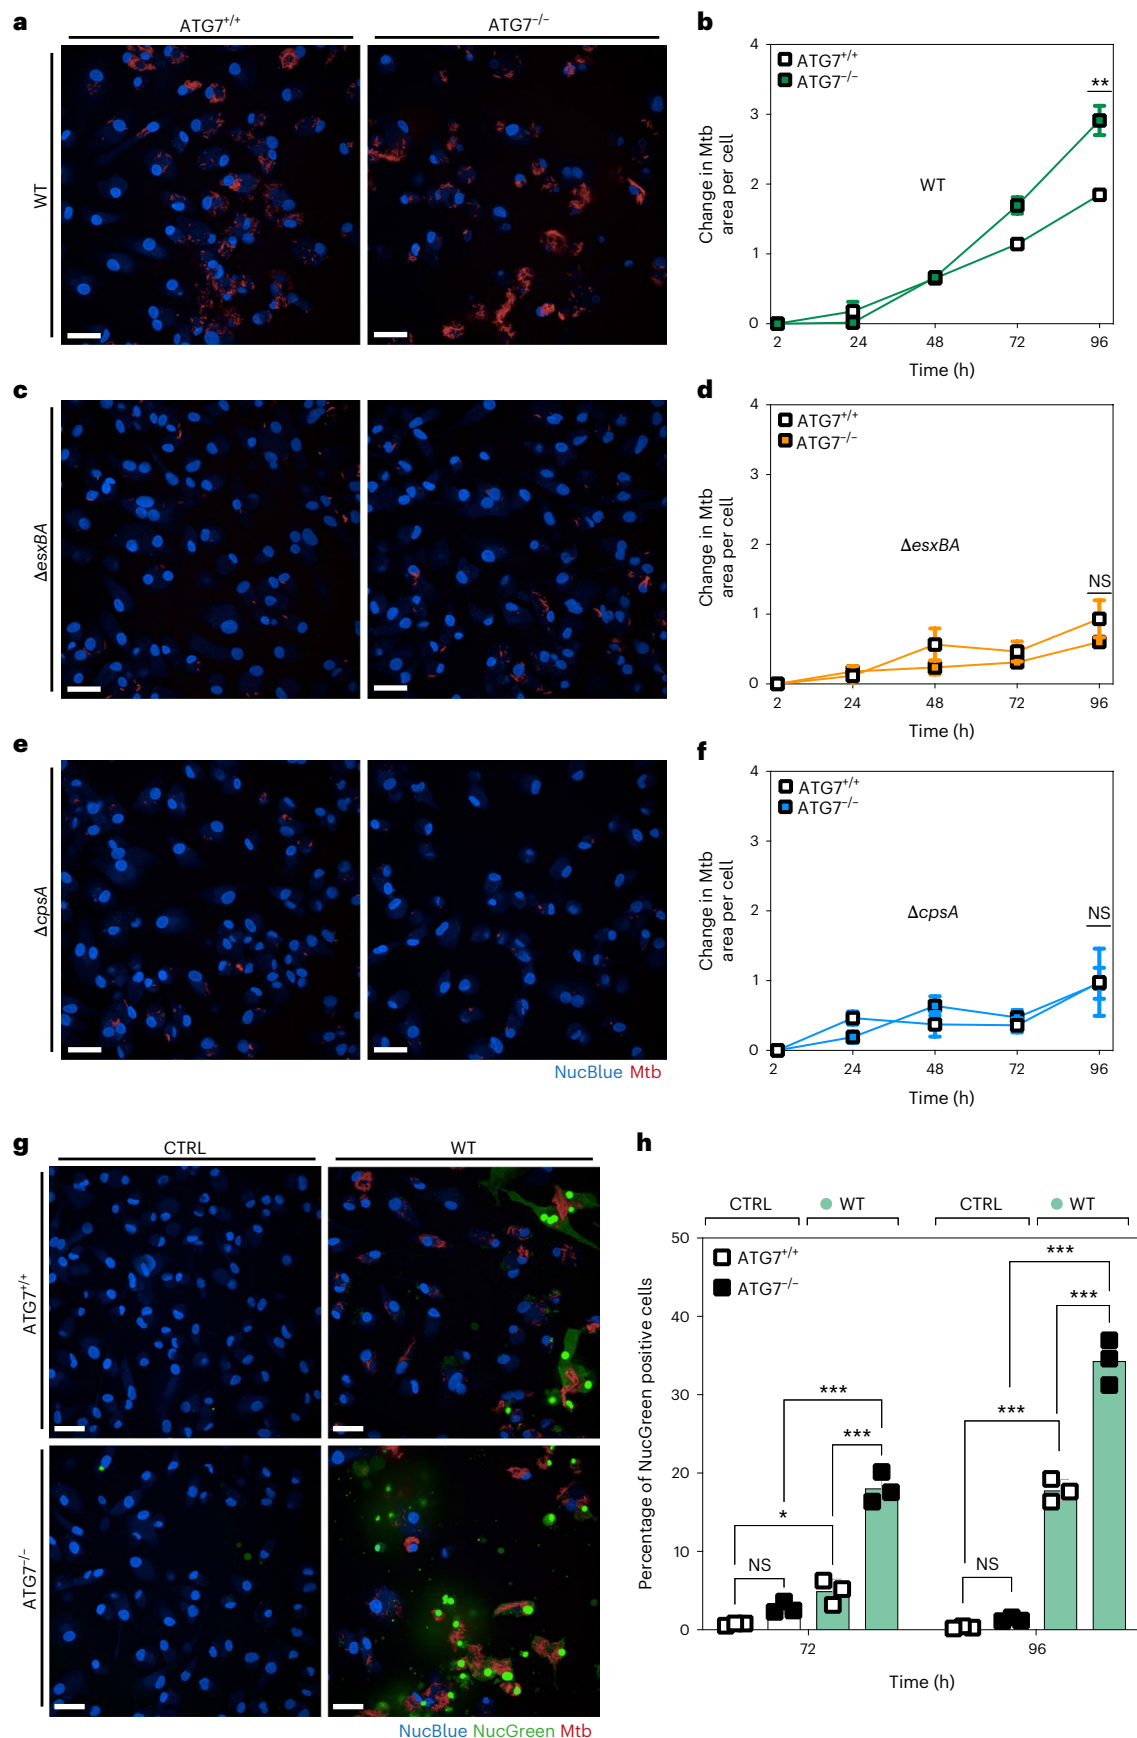 a
ATG7+/+
ATG7−/−
WT
b
ATG7+/+
ATG7−/−
WT
**
Change in Mtb
area per cell
4
3
2
1
0
2 24 48 72 96
Time (h)
c
ΔesxBA
d
ATG7+/+
ATG7−/−
ΔesxBA
NS
Change in Mtb
area per cell
4
3
2
1
0
2 24 48 72 96
Time (h)
e
ΔcpsA
NucBlue Mtb
f
ATG7+/+
ATG7−/−
ΔcpsA
NS
Change in Mtb
area per cell
4
3
2
1
0
2 24 48 72 96
Time (h)
g
CTRL
WT
ATG7+/+
ATG7−/−
NucBlue NucGreen Mtb
h
CTRL WT CTRL WT
ATG7+/+
ATG7−/−
Percentage of NucGreen positive cells
50
40
30
20
10
0
NS
*
***
***
NS
***
***
***
72 96
Time (h)